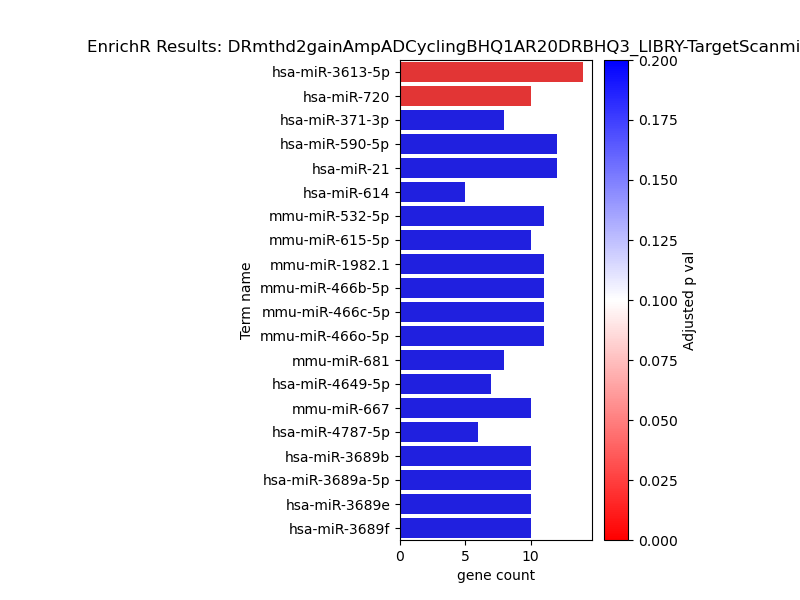 EnrichR Results: DRmthd2gainAmpADCyclingBHQ1AR20DRBHQ3_LIBRY-TargetScanmi
hsa-miR-3613-5p
hsa-miR-720
hsa-miR-371-3p
hsa-miR-590-5p
hsa-miR-21
hsa-miR-614
mmu-miR-532-5p
mmu-miR-615-5p
mmu-miR-1982.1
mmu-miR-466b-5p
mmu-miR-466c-5p
mmu-miR-466o-5p
mmu-miR-681
hsa-miR-4649-5p
mmu-miR-667
hsa-miR-4787-5p
hsa-miR-3689b
hsa-miR-3689a-5p
hsa-miR-3689e
hsa-miR-3689f
Term name
0 5 10
gene count
0.200
0.175
0.150
0.125
0.100
0.075
0.050
0.025
0.000
Adjusted p val